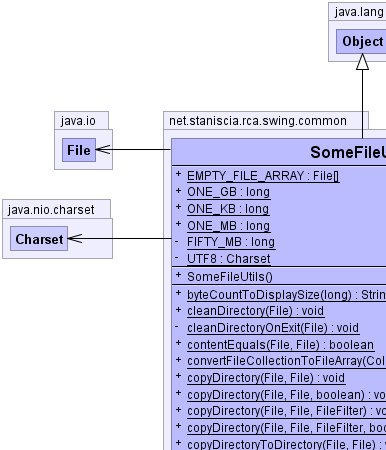 java.lang
Object
java.io
File
net.staniscia.rca.swing.common
SomeFileU
java.nio.charset
Charset
+ EMPTY_FILE_ARRAY : File[]
+ ONE_GB : long
+ ONE_KB : long
+ ONE_MB : long
- FIFTY_MB : long
- UTF8 : Charset
+ SomeFileUtils()
+ byteCountToDisplaySize(long) : Strin
+ cleanDirectory(File) : void
- cleanDirectoryOnExit(File) : void
+ contentEquals(File, File) : boolean
+ convertFileCollectionToFileArray(Col
+ copyDirectory(File, File) : void
+ copyDirectory(File, File, boolean) : vo
+ copyDirectory(File, File, FileFilter) : vo
+ copyDirectory(File, File, FileFilter, boo
+ copyDirectoryToDirectory(File, File) : v